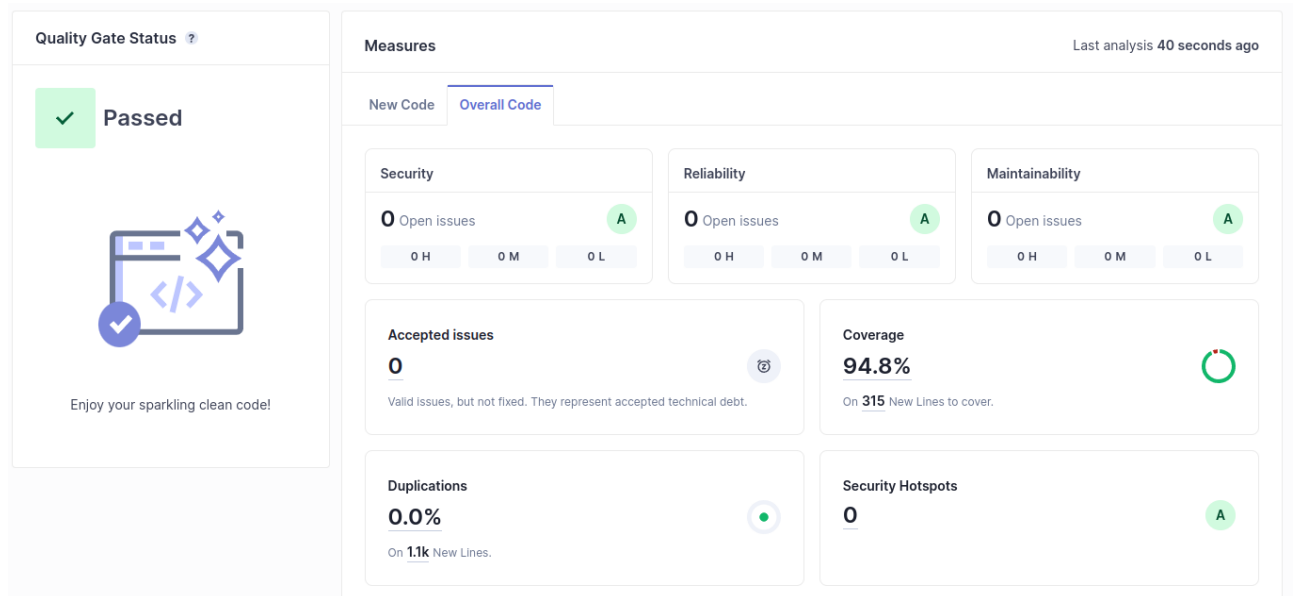 Quality Gate Status ?
Passed
Enjoy your sparkling clean code!
Measures
Last analysis 40 seconds ago
New Code
Overall Code
Security
0 Open issues
A
0 H
0 M
0 L
Reliability
0 Open issues
A
0 H
0 M
0 L
Maintainability
0 Open issues
A
0 H
0 M
0 L
Accepted issues
0
Valid issues, but not fixed. They represent accepted technical debt.
Coverage
94.8%
On 315 New Lines to cover.
Duplications
0.0%
On 1.1k New Lines.
Security Hotspots
0
A